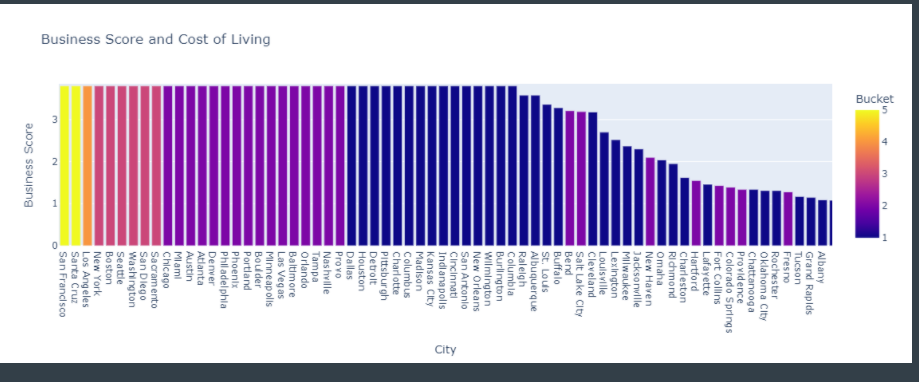 Business Score and Cost of Living
Business Score
3
2
1
0
San Francisco
Santa Cruz
Los Angeles
New York
Boston
Seattle
Washington
San Diego
Sacramento
Chicago
Miami
Austin
Atlanta
Denver
Philadelphia
Phoenix
Portland
Boulder
Minneapolis
Las Vegas
Baltimore
Orlando
Tampa
Nashville
Provo
Dallas
Houston
Detroit
Pittsburgh
Charlotte
Columbus
Madison
Kansas City
Indianapolis
Cincinnati
San Antonio
New Orleans
Wilmington
Burlington
Columbia
Raleigh
Albuquerque
St. Louis
Buffalo
Bend
Salt Lake City
Cleveland
Louisville
Lexington
Milwaukee
Jacksonville
New Haven
Omaha
Richmond
Charleston
Hartford
Lafayette
Fort Collins
Colorado Springs
Providence
Chattanooga
Oklahoma City
Rochester
Fresno
Tucson
Grand Rapids
Albany
City
Bucket
5
4
3
2
1